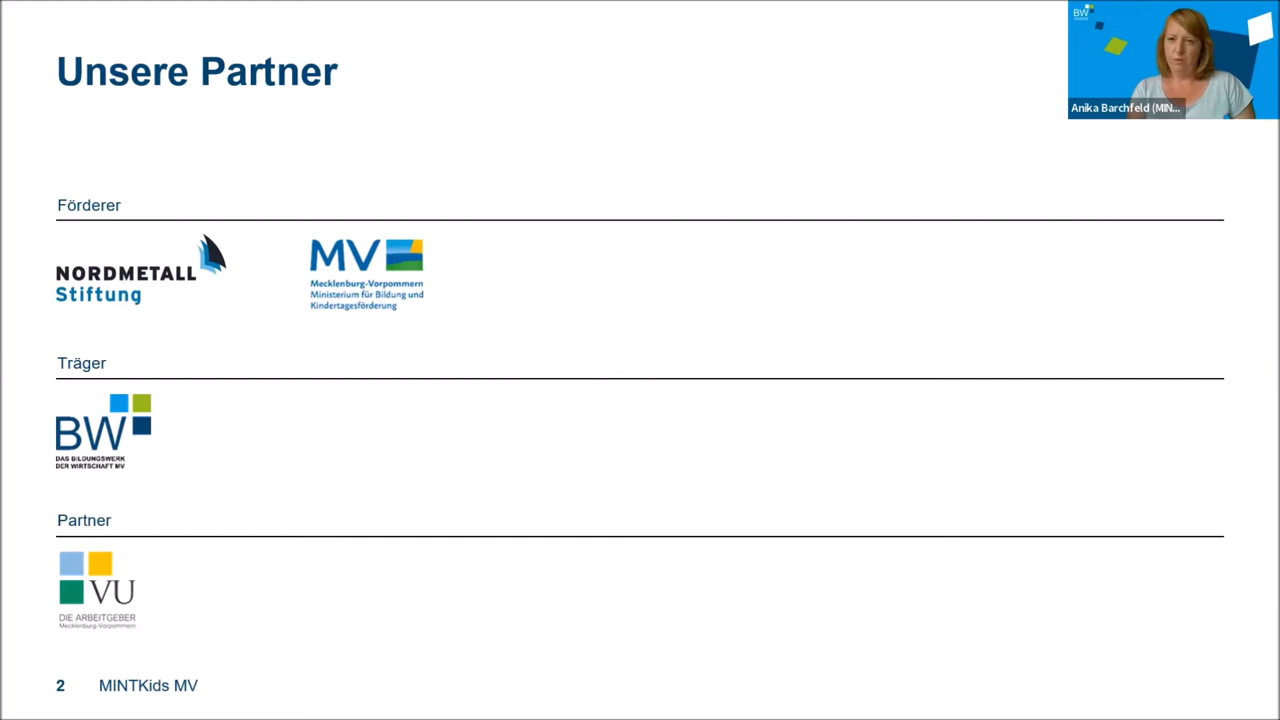 Unsere Partner
BW
Anika Barchfeld (MIN...
Förderer
NORDMETALL
Stiftung
MV
Mecklenburg-Vorpommern
Ministerium für Bildung und
Kindertagesförderung
Träger
BW
DAS BILDUNGSWERK
DER WIRTSCHAFT MV
Partner
VU
DIE ARBEITGEBER
Mecklenburg-Vorpommern
2 MINTKids MV